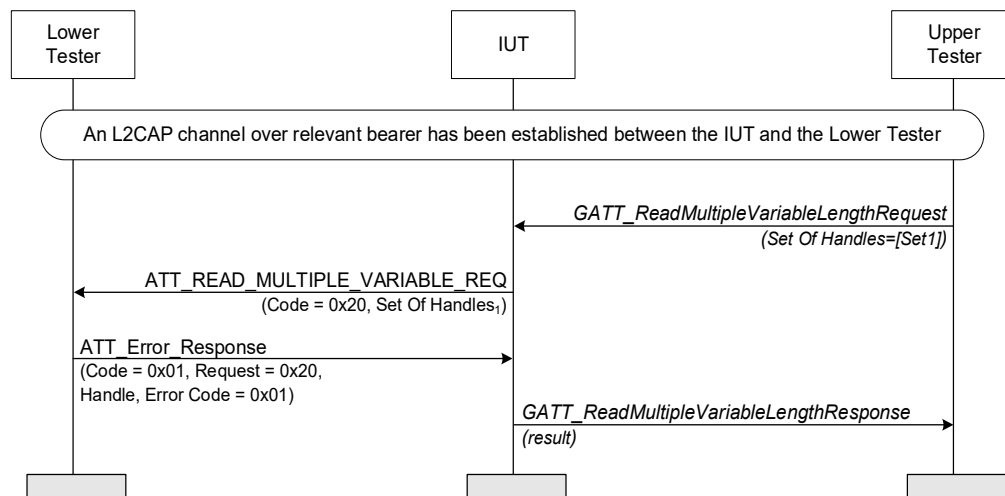 Lower
Tester
IUT
Upper
Tester
An L2CAP channel over relevant bearer has been established between the IUT and the Lower Tester
GATT_ReadMultipleVariableLengthRequest
(Set Of Handles=[Set1])
ATT_READ_MULTIPLE_VARIABLE_REQ
(Code = 0x20, Set Of Handles₁)
ATT_Error_Response
(Code = 0x01, Request = 0x20,
Handle, Error Code = 0x01)
GATT_ReadMultipleVariableLengthResponse
(result)